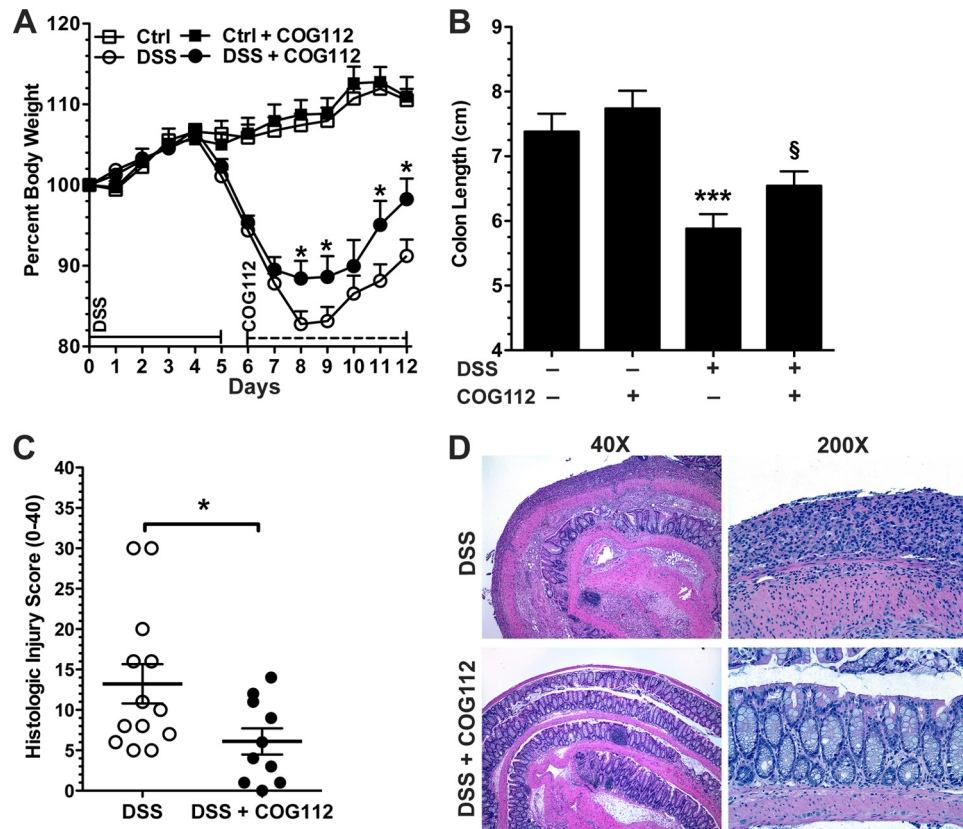 A
Ctrl
Ctrl + COG112
DSS
DSS + COG112
Percent Body Weight
120
110
100
90
80
* * * *
DSS
COG112
0 1 2 3 4 5 6 7 8 9 10 11 12
Days
B
Colon Length (cm)
9
8
7
6
5
4
***
§
DSS – – + +
COG112 – + – +
C
Histologic Injury Score (0-40)
40
35
30
25
20
15
10
5
0
*
DSS
DSS + COG112
D
40X
200X
DSS
DSS + COG112